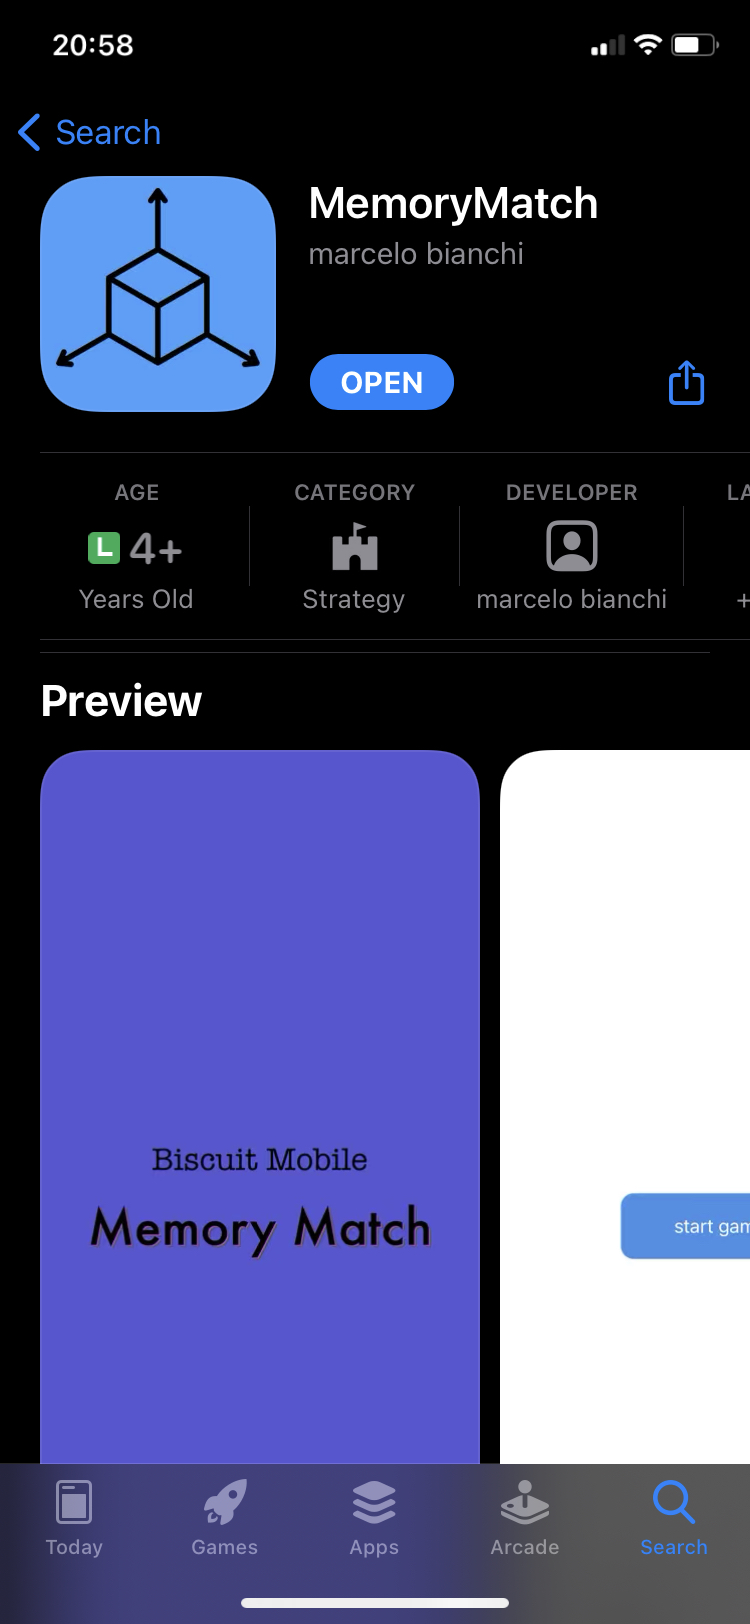 20:58
Search
MemoryMatch
marcelo bianchi
OPEN
AGE
L 4+
Years Old
CATEGORY
Strategy
DEVELOPER
marcelo bianchi
LA
+
Preview
Biscuit Mobile
Memory Match
start gam
Today
Games
Apps
Arcade
Search